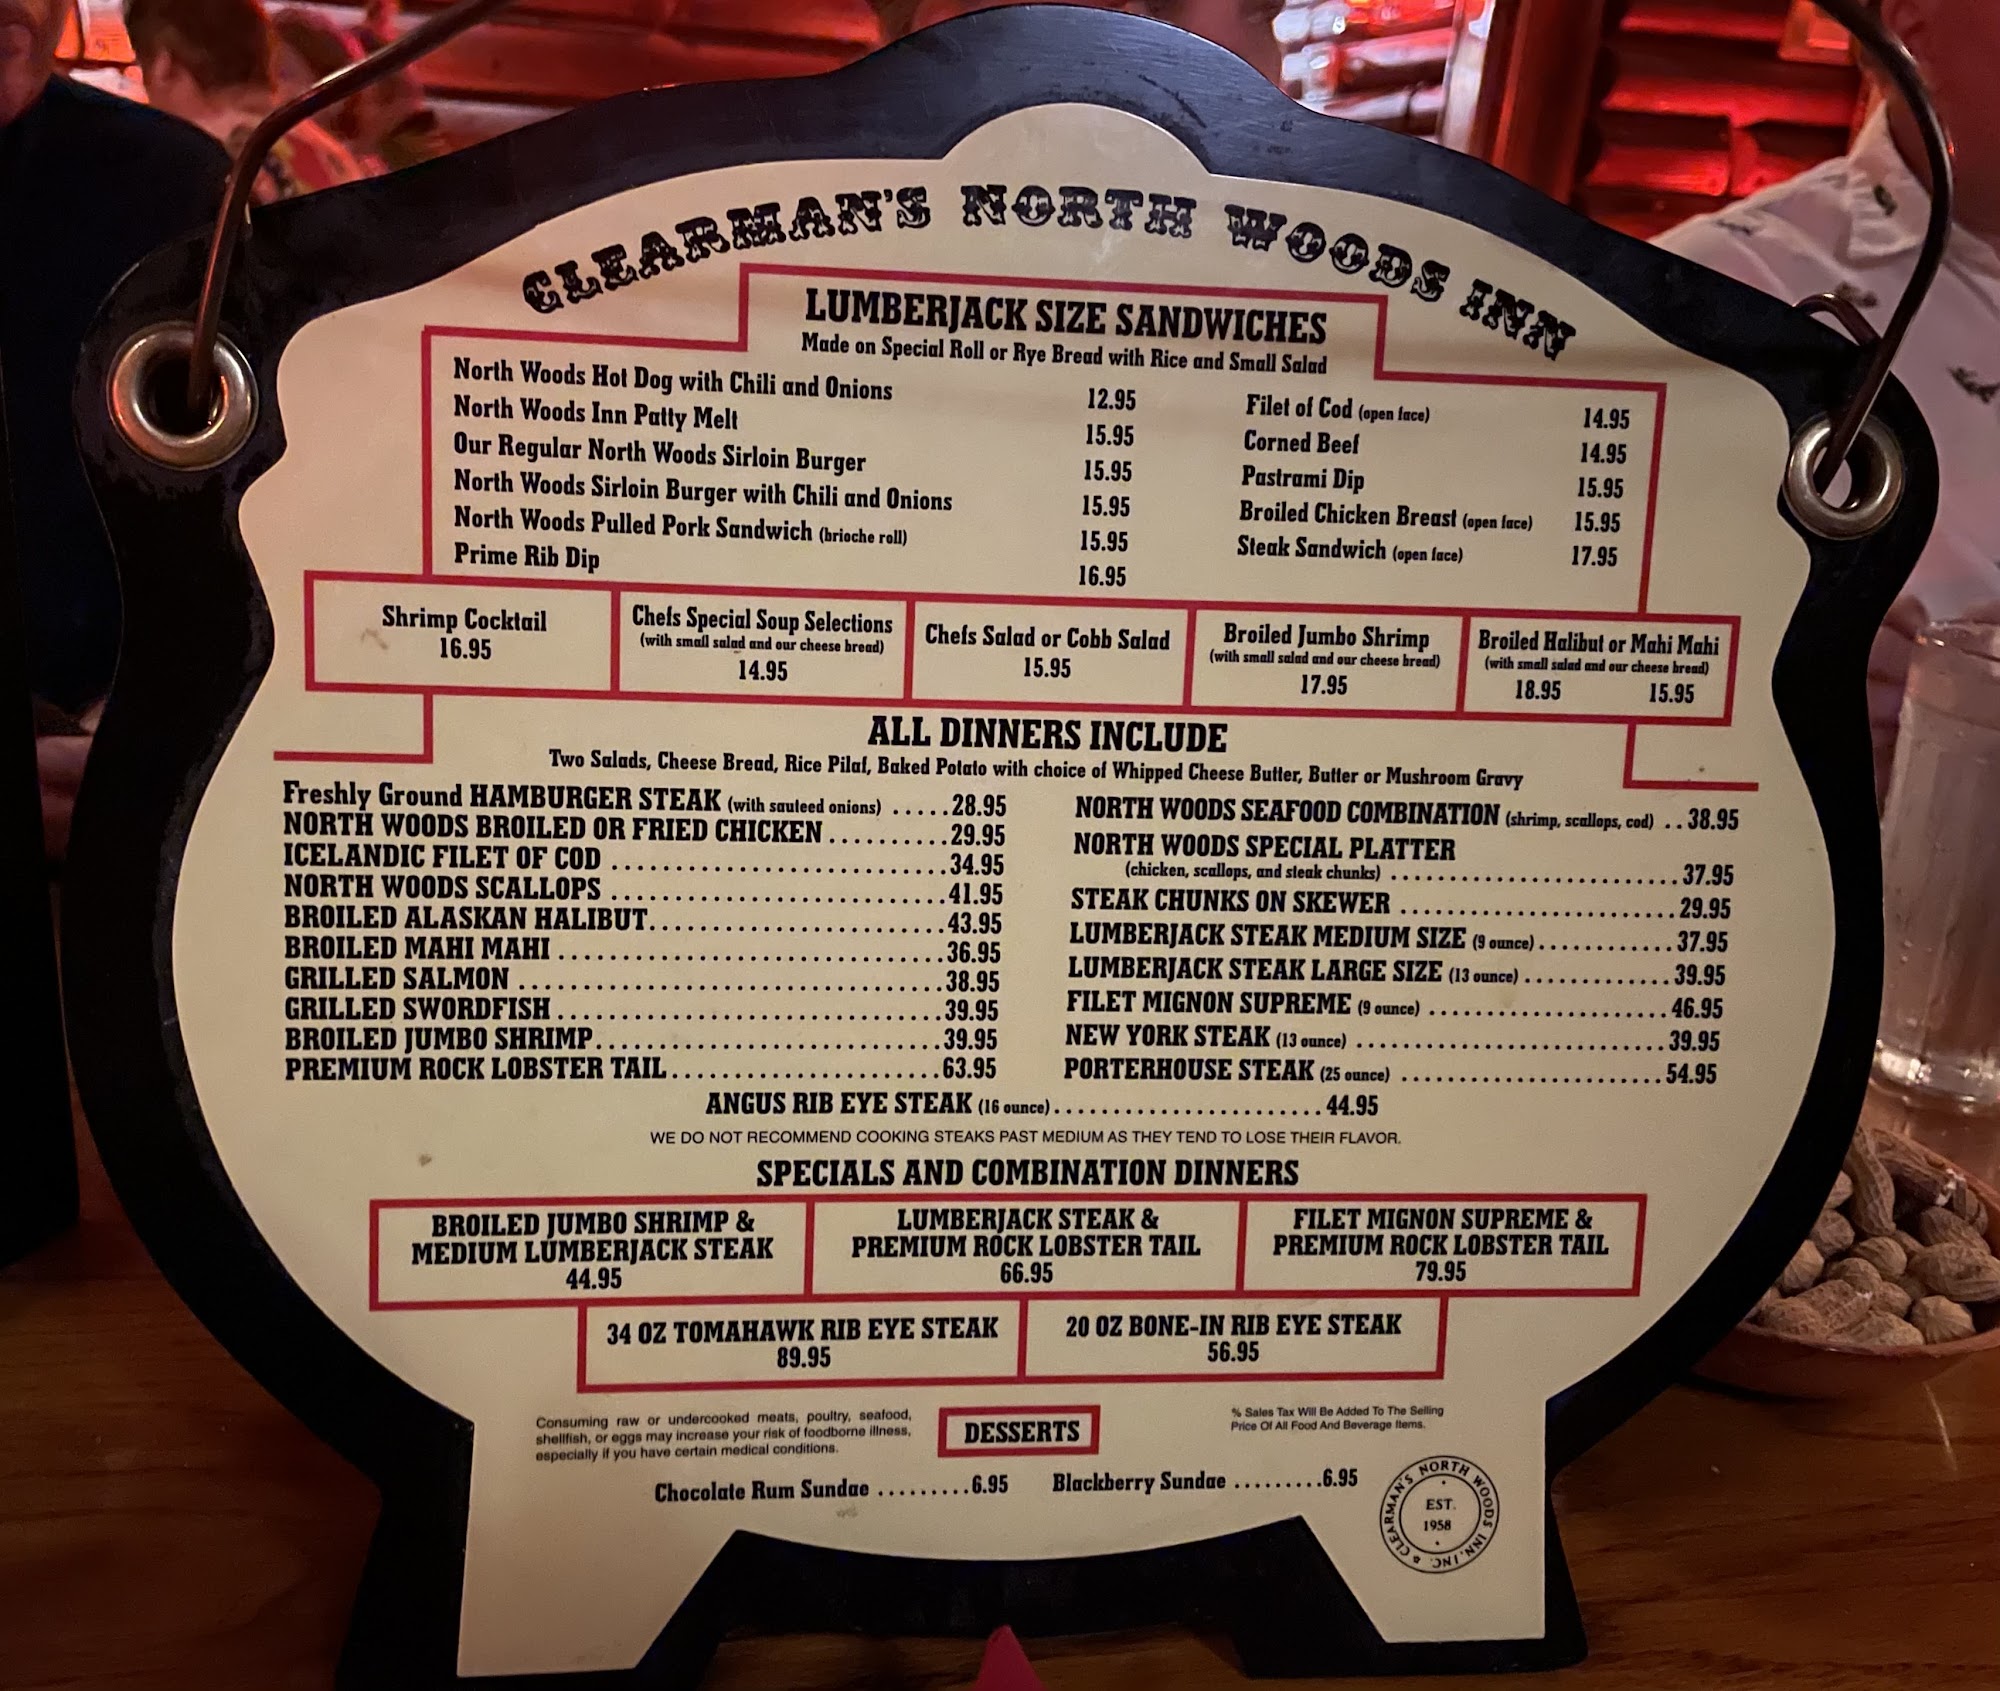 CLEARMAN'S NORTH WOODS INN
LUMBERJACK SIZE SANDWICHES
Made on Special Roll or Rye Bread with Rice and Small Salad
North Woods Hot Dog with Chili and Onions 12.95
North Woods Inn Patty Melt 15.95
Our Regular North Woods Sirloin Burger 15.95
North Woods Sirloin Burger with Chili and Onions 15.95
North Woods Pulled Pork Sandwich (brioche roll) 15.95
Prime Rib Dip 16.95
Filet of Cod (open face) 14.95
Corned Beef 14.95
Pastrami Dip 15.95
Broiled Chicken Breast (open face) 15.95
Steak Sandwich (open face) 17.95
Shrimp Cocktail
16.95
Chefs Special Soup Selections
(with small salad and our cheese bread)
14.95
Chefs Salad or Cobb Salad
15.95
Broiled Jumbo Shrimp
(with small salad and our cheese bread)
17.95
Broiled Halibut or Mahi Mahi
(with small salad and our cheese bread)
18.95 15.95
ALL DINNERS INCLUDE
Two Salads, Cheese Bread, Rice Pilaf, Baked Potato with choice of Whipped Cheese Butter, Butter or Mushroom Gravy
Freshly Ground HAMBURGER STEAK (with sauteed onions) .....28.95
NORTH WOODS BROILED OR FRIED CHICKEN..........29.95
ICELANDIC FILET OF COD ............................34.95
NORTH WOODS SCALLOPS ............................41.95
BROILED ALASKAN HALIBUT.........................43.95
BROILED MAHI MAHI .................................36.95
GRILLED SALMON ....................................38.95
GRILLED SWORDFISH .................................39.95
BROILED JUMBO SHRIMP..............................39.95
PREMIUM ROCK LOBSTER TAIL.......................63.95
NORTH WOODS SEAFOOD COMBINATION (shrimp, scallops, cod) ..38.95
NORTH WOODS SPECIAL PLATTER
(chicken, scallops, and steak chunks) .........................37.95
STEAK CHUNKS ON SKEWER ........................29.95
LUMBERJACK STEAK MEDIUM SIZE (9 ounce)............37.95
LUMBERJACK STEAK LARGE SIZE (13 ounce).............39.95
FILET MIGNON SUPREME (9 ounce) .....................46.95
NEW YORK STEAK (13 ounce) ............................39.95
PORTERHOUSE STEAK (25 ounce) .......................54.95
ANGUS RIB EYE STEAK (16 ounce).......................44.95
WE DO NOT RECOMMEND COOKING STEAKS PAST MEDIUM AS THEY TEND TO LOSE THEIR FLAVOR.
SPECIALS AND COMBINATION DINNERS
BROILED JUMBO SHRIMP &
MEDIUM LUMBERJACK STEAK
44.95
LUMBERJACK STEAK &
PREMIUM ROCK LOBSTER TAIL
66.95
FILET MIGNON SUPREME &
PREMIUM ROCK LOBSTER TAIL
79.95
34 OZ TOMAHAWK RIB EYE STEAK
89.95
20 OZ BONE-IN RIB EYE STEAK
56.95
Consuming raw or undercooked meats, poultry, seafood,
shellfish, or eggs may increase your risk of foodborne illness,
especially if you have certain medical conditions.
DESSERTS
% Sales Tax Will Be Added To The Selling
Price Of All Food And Beverage Items.
Chocolate Rum Sundae .........6.95
Blackberry Sundae .........6.95
CLEARMAN'S NORTH WOODS INN, INC.
EST.
1958